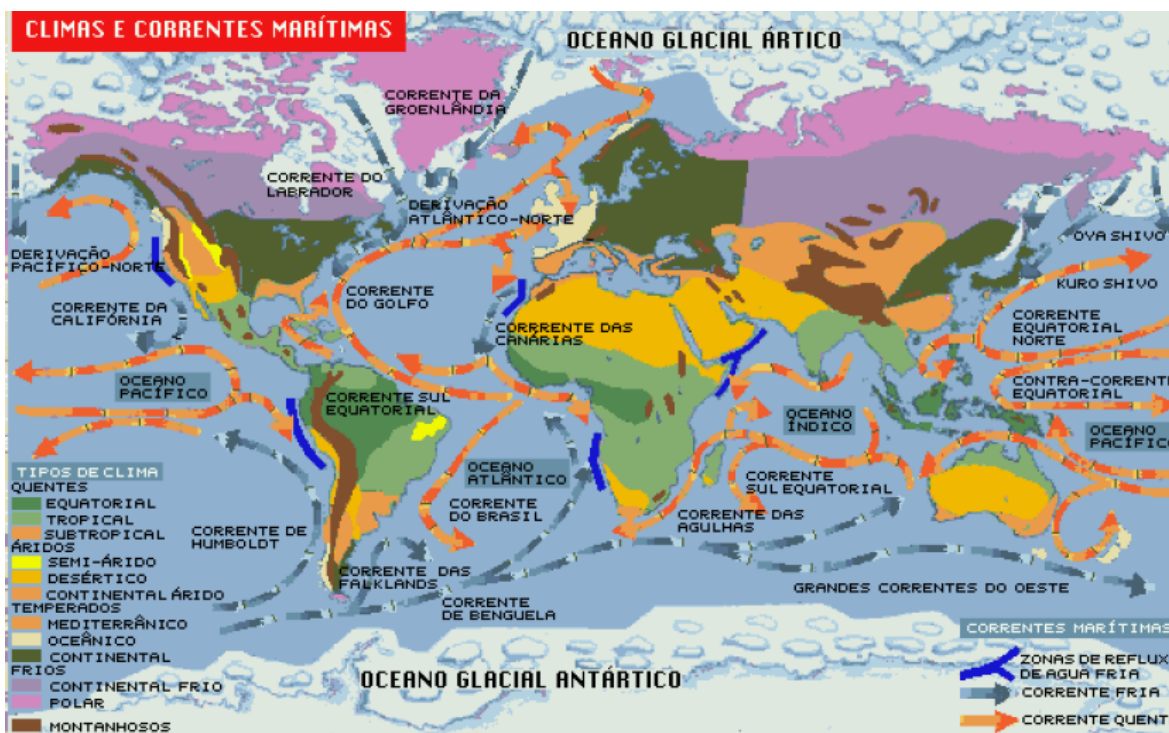 CLIMAS E CORRENTES MARÍTIMAS
OCEANO GLACIAL ÁRTICO
CORRENTE DA
GROENLÂNDIA
CORRENTE DO
LABRADOR
DERIVAÇÃO
ATLÂNTICO-NORTE
DERIVAÇÃO
PACÍFICO-NORTE
OYA SHIVO
KURO SHIVO
CORRENTE DA
CALIFÓRNIA
CORRENTE
DO GOLFO
CORRRENTE DAS
CANÁRIAS
CORRENTE
EQUATORIAL
NORTE
OCEANO
PACÍFICO
CORRENTE SUL
EQUATORIAL
CONTRA-CORRENTE
EQUATORIAL
OCEANO
ÍNDICO
OCEANO
PACÍFICO
OCEANO
ATLÂNTICO
CORRENTE
SUL EQUATORIAL
CORRENTE
DO BRASIL
CORRENTE DAS
AGULHAS
CORRENTE DE
HUMBOLDT
CORRENTE DAS
FALKLANDS
CORRENTE
DE BENGUELA
GRANDES CORRENTES DO OESTE
OCEANO GLACIAL ANTÁRTICO
TIPOS DE CLIMA
QUENTES
EQUATORIAL
TROPICAL
SUBTROPICAL
ÁRIDOS
SEMI-ÁRIDO
DESÉRTICO
CONTINENTAL ÁRIDO
TEMPERADOS
MEDITERRÂNICO
OCEÂNICO
CONTINENTAL
FRIOS
CONTINENTAL FRIO
POLAR
MONTANHOSOS
CORRENTES MARÍTIMAS
ZONAS DE REFLUX
DE AGUA FRIA
CORRENTE FRIA
CORRENTE QUENT